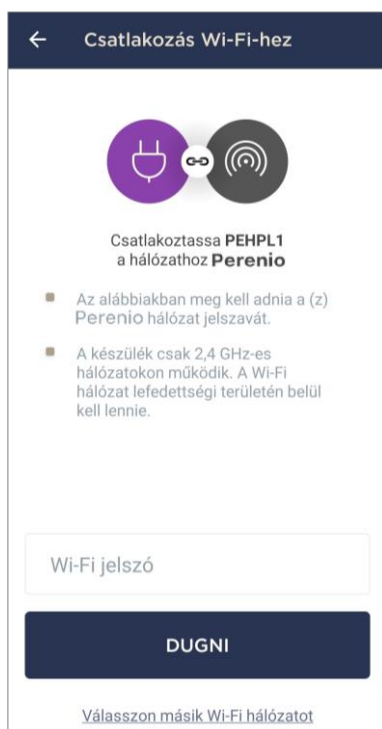 Csatlakozás Wi-Fi-hez
Csatlakoztassa PEHPL1
a hálózathoz Perenio
Az alábbiakban meg kell adnia a (z)
Perenio hálózat jelszavát.
A készülék csak 2,4 GHz-es
hálózatokon működik. A Wi-Fi
hálózat lefedettségi területén belül
kell lennie.
Wi-Fi jelszó
DUGNI
Válasszon másik Wi-Fi hálózatot